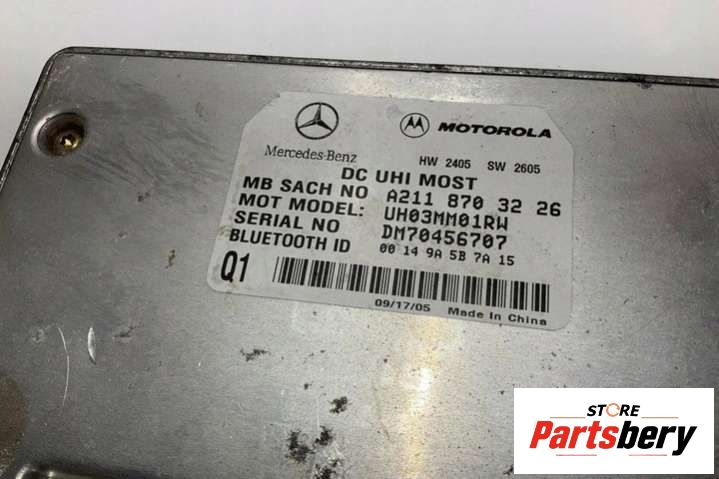 MOTOROLA
Mercedes-Benz
HW 2405 SW 2605
DC UHI MOST
MB SACH NO A211 870 32 26
MOT MODEL: UH03MM01RW
SERIAL NO DM70456707
BLUETOOTH ID 00 14 9A 5B 7A 15
Q1
09/17/05 Made In China
STORE
Partsbery